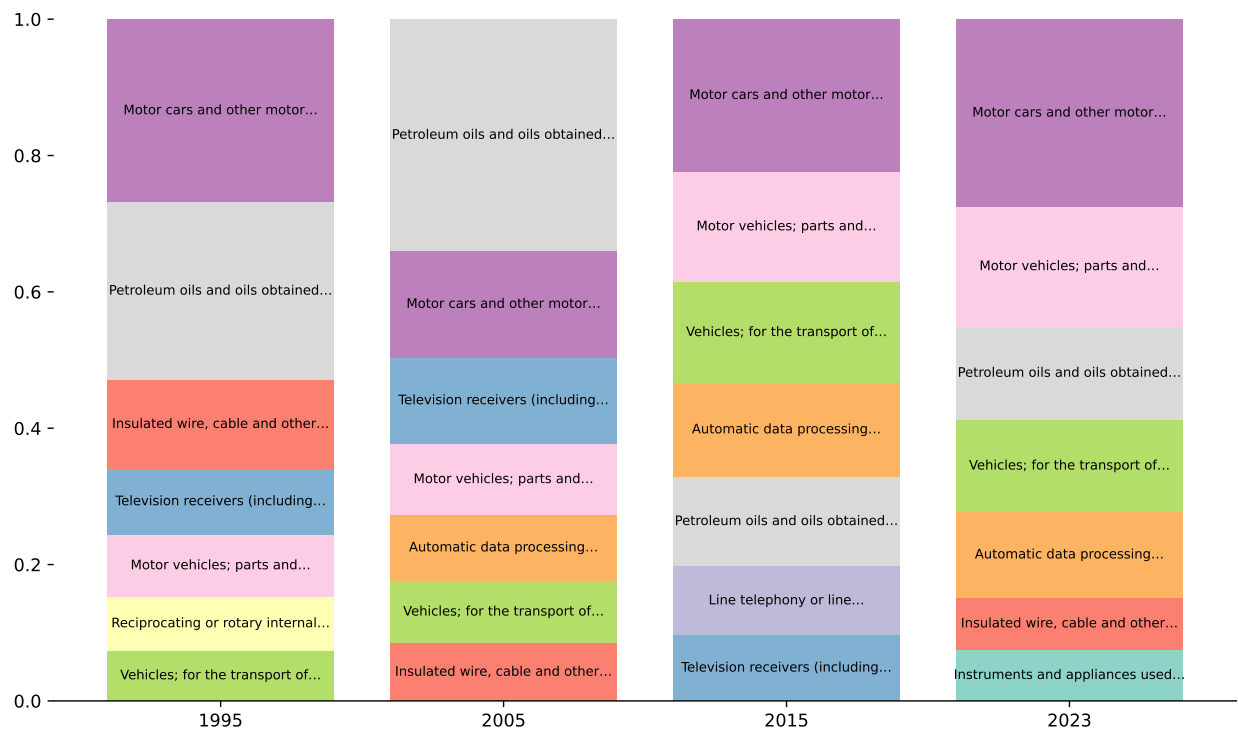 1.0
0.8
0.6
0.4
0.2
0.0
Motor cars and other motor...
Petroleum oils and oils obtained...
Insulated wire, cable and other...
Television receivers (including...
Motor vehicles; parts and...
Reciprocating or rotary internal...
Vehicles; for the transport of...
Petroleum oils and oils obtained...
Motor cars and other motor...
Television receivers (including...
Motor vehicles; parts and...
Automatic data processing...
Vehicles; for the transport of...
Insulated wire, cable and other...
Motor cars and other motor...
Motor vehicles; parts and...
Vehicles; for the transport of...
Automatic data processing...
Petroleum oils and oils obtained...
Line telephony or line...
Television receivers (including...
Motor cars and other motor...
Motor vehicles; parts and...
Petroleum oils and oils obtained...
Vehicles; for the transport of...
Automatic data processing...
Insulated wire, cable and other...
Instruments and appliances used...
1995
2005
2015
2023